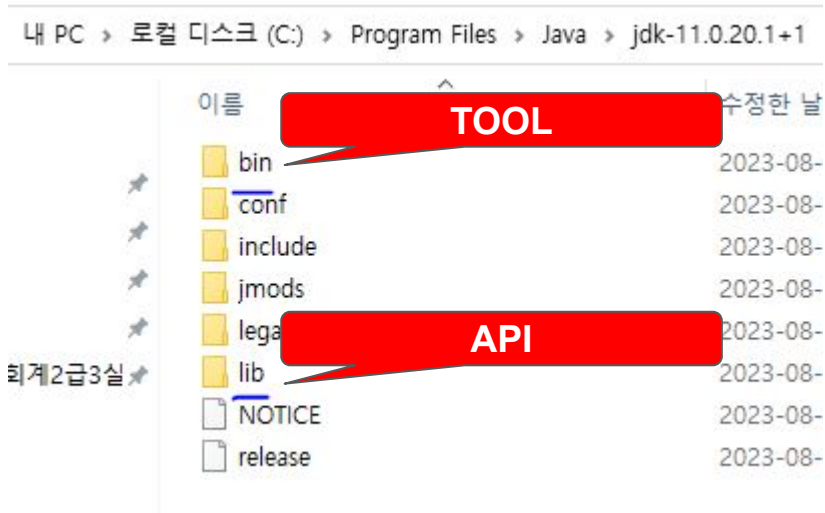 내 PC > 로컬 디스크 (C:) > Program Files > Java > jdk-11.0.20.1+1
이름 수정한 날
TOOL
bin 2023-08-
conf 2023-08-
include 2023-08-
jmods 2023-08-
lega 2023-08-
API
회계2급3실 lib 2023-08-
NOTICE 2023-08-
release 2023-08-